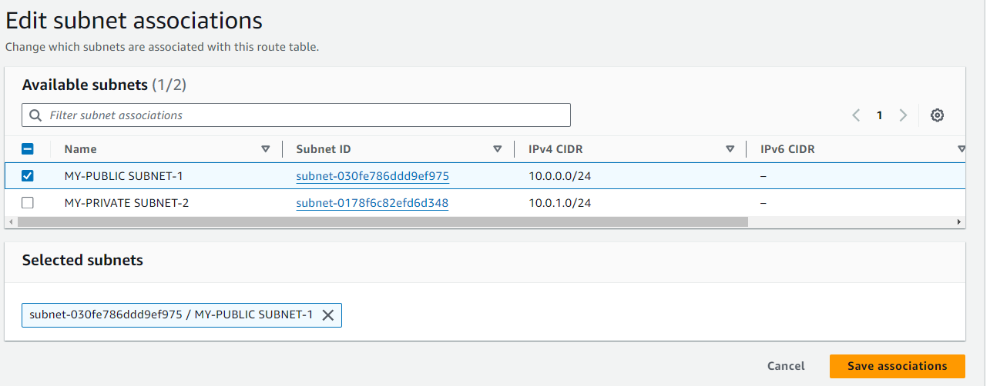 Edit subnet associations
Change which subnets are associated with this route table.
Available subnets (1/2)
Filter subnet associations
1
Name Subnet ID IPv4 CIDR IPv6 CIDR
MY-PUBLIC SUBNET-1 subnet-030fe786ddd9ef975 10.0.0.0/24 –
MY-PRIVATE SUBNET-2 subnet-0178f6c82efd6d348 10.0.1.0/24 –
Selected subnets
subnet-030fe786ddd9ef975 / MY-PUBLIC SUBNET-1
Cancel Save associations